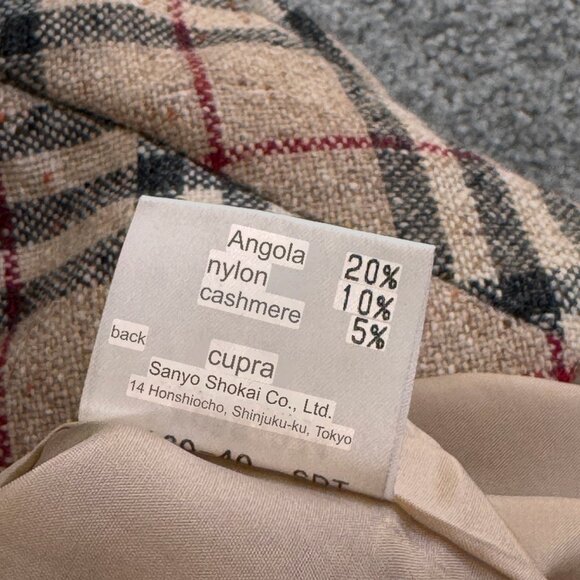 Angola 20%
nylon 10%
cashmere 5%
back cupra
Sanyo Shokai Co., Ltd.
14 Honshiocho, Shinjuku-ku, Tokyo